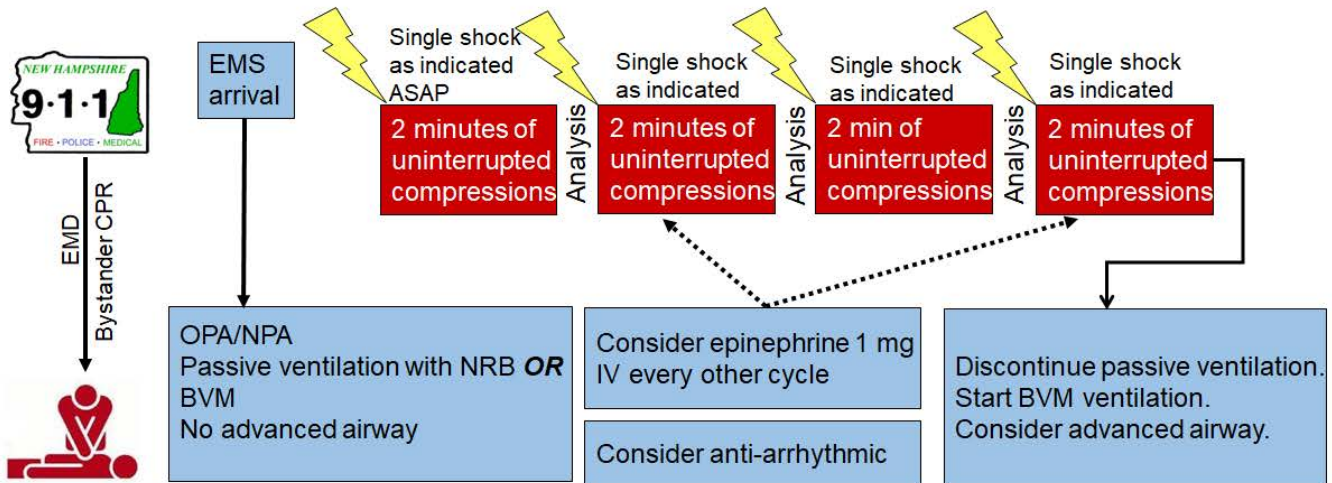 NEW HAMPSHIRE
9·1·1
FIRE • POLICE • MEDICAL
EMD
Bystander CPR
EMS
arrival
Single shock
as indicated
ASAP
2 minutes of
uninterrupted
compressions
Analysis
Single shock
as indicated
2 minutes of
uninterrupted
compressions
Analysis
Single shock
as indicated
2 min of
uninterrupted
compressions
Analysis
Single shock
as indicated
2 minutes of
uninterrupted
compressions
OPA/NPA
Passive ventilation with NRB OR
BVM
No advanced airway
Consider epinephrine 1 mg
IV every other cycle
Consider anti-arrhythmic
Discontinue passive ventilation.
Start BVM ventilation.
Consider advanced airway.